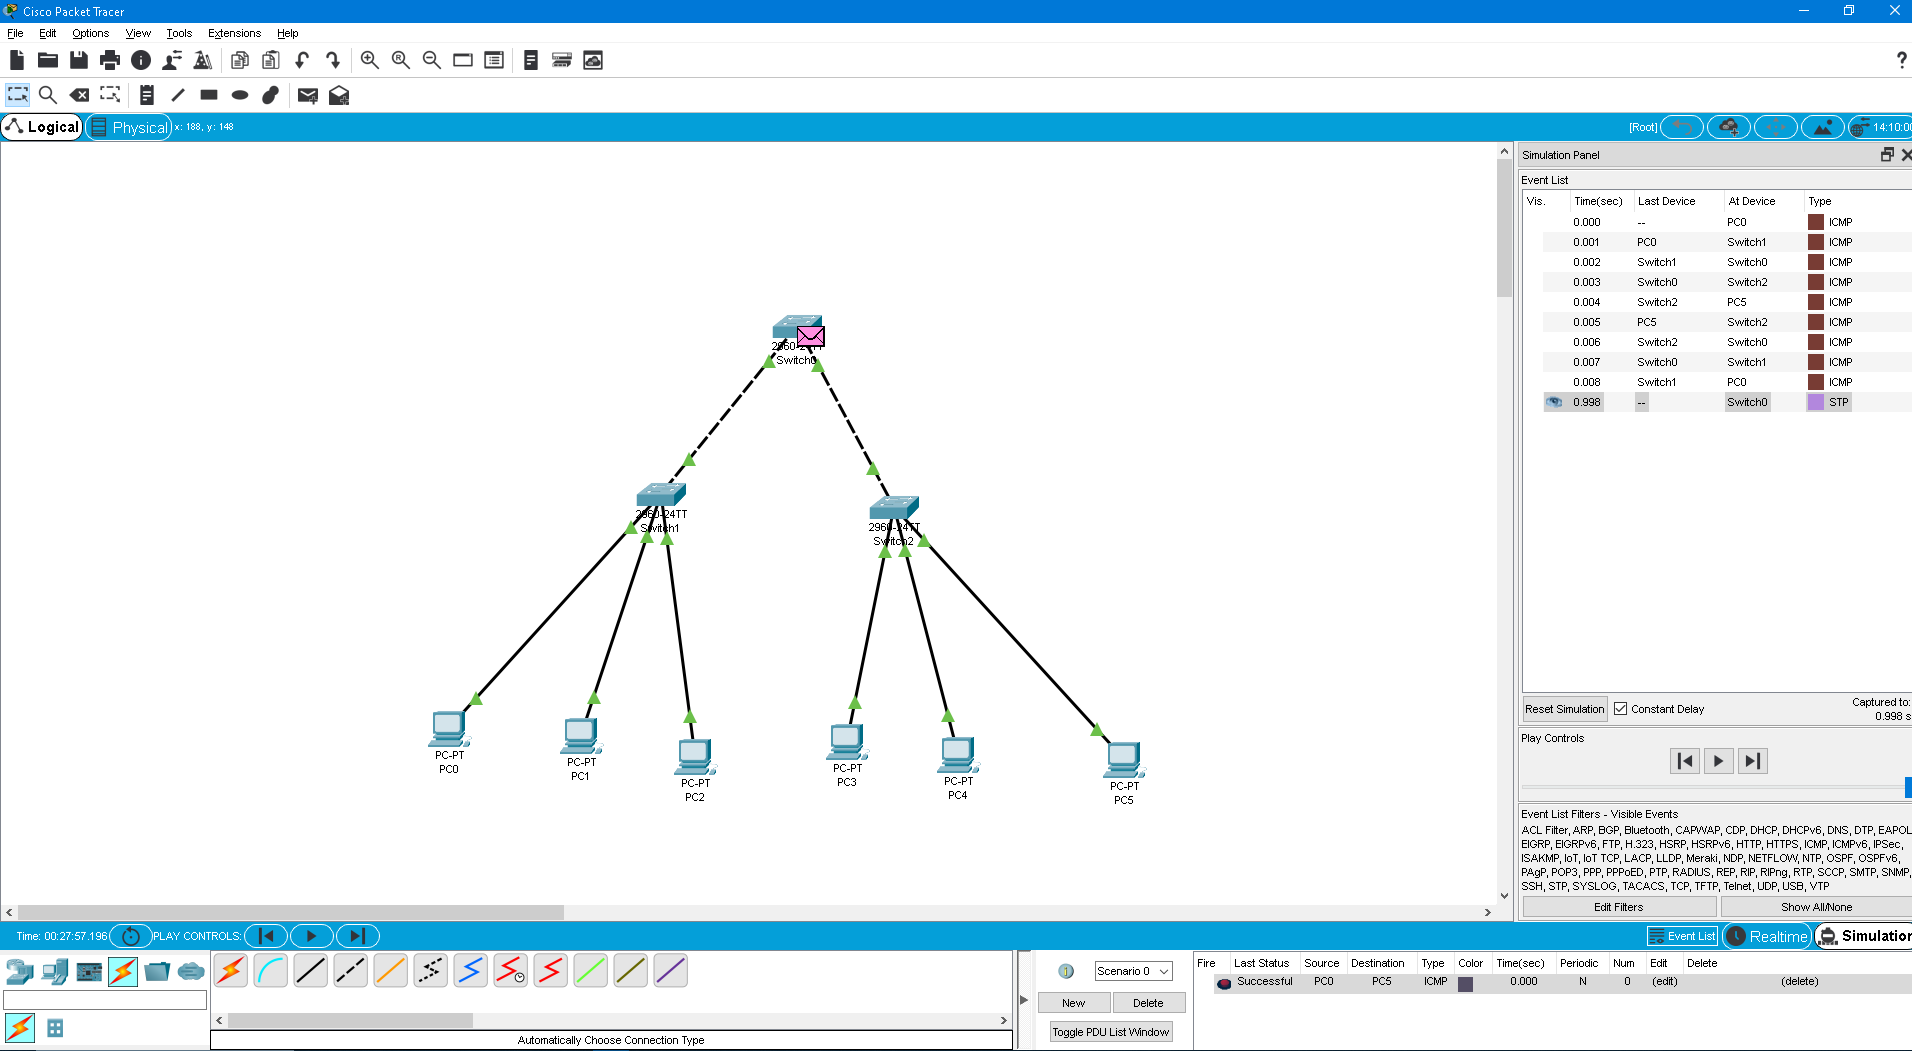 Cisco Packet Tracer
File Edit Options View Tools Extensions Help
Logical Physical x: 188, y: 148 [Root] 14:10:00
Simulation Panel
Event List
Vis. Time(sec) Last Device At Device Type
0.000 -- PC0 ICMP
0.001 PC0 Switch1 ICMP
0.002 Switch1 Switch0 ICMP
0.003 Switch0 Switch2 ICMP
0.004 Switch2 PC5 ICMP
0.005 PC5 Switch2 ICMP
0.006 Switch2 Switch0 ICMP
0.007 Switch0 Switch1 ICMP
0.008 Switch1 PC0 ICMP
0.998 -- Switch0 STP
2960-24TT
Switch0
2960-24TT
Switch1
2960-24TT
Switch2
PC-PT
PC0
PC-PT
PC1
PC-PT
PC2
PC-PT
PC3
PC-PT
PC4
PC-PT
PC5
Reset Simulation Constant Delay Captured to:
0.998 s
Play Controls
Event List Filters - Visible Events
ACL Filter, ARP, BGP, Bluetooth, CAPWAP, CDP, DHCP, DHCPv6, DNS, DTP, EAPOL
EIGRP, EIGRPv6, FTP, H.323, HSRP, HSRPv6, HTTP, HTTPS, ICMP, ICMPv6, IPSec,
ISAKMP, IoT, IoT TCP, LACP, LLDP, Meraki, NDP, NETFLOW, NTP, OSPF, OSPFv6,
PAgP, POP3, PPP, PPPoED, PTP, RADIUS, REP, RIP, RIPng, RTP, SCCP, SMTP, SNMP,
SSH, STP, SYSLOG, TACACS, TCP, TFTP, Telnet, UDP, USB, VTP
Edit Filters Show All/None
Time: 00:27:57.196 PLAY CONTROLS: Event List Realtime Simulation
Scenario 0
New Delete
Toggle PDU List Window
Fire Last Status Source Destination Type Color Time(sec) Periodic Num Edit Delete
Successful PC0 PC5 ICMP 0.000 N 0 (edit) (delete)
Automatically Choose Connection Type